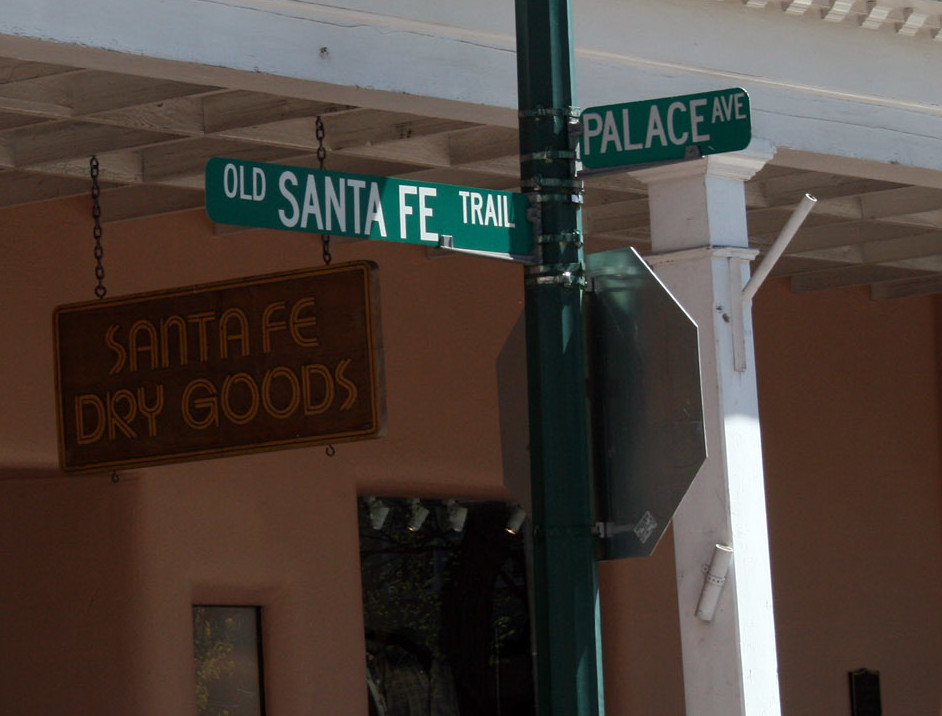 PALACE AVE
OLD SANTA FE TRAIL
SANTA FE
DRY GOODS